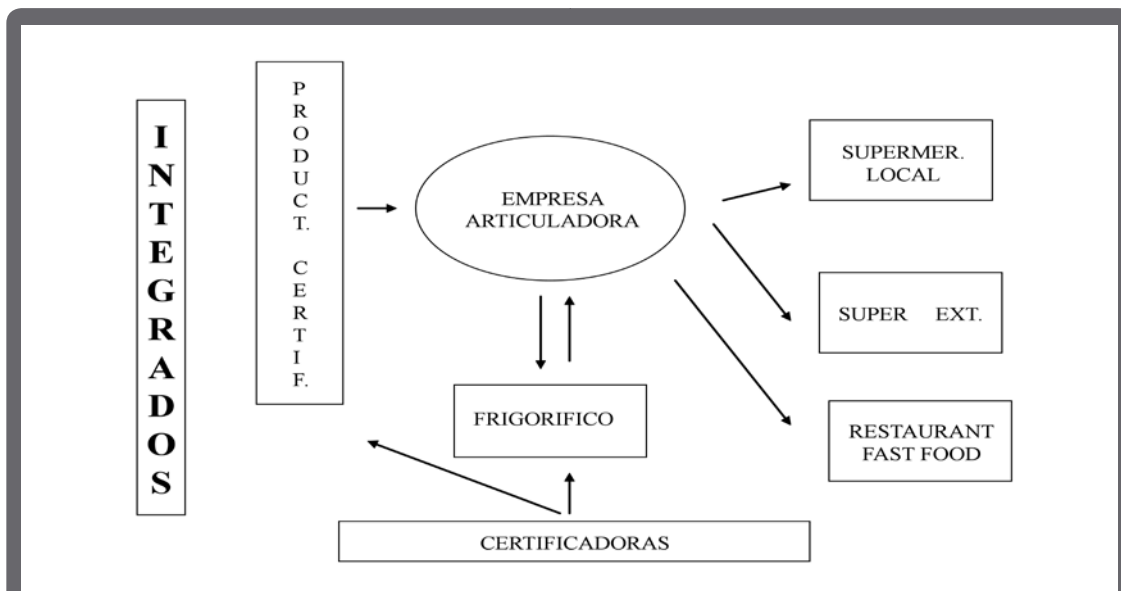 INTEGRADOS
PRODUCT. CERTIF.
EMPRESA
ARTICULADORA
SUPERMER.
LOCAL
SUPER EXT.
FRIGORIFICO
RESTAURANT
FAST FOOD
CERTIFICADORAS